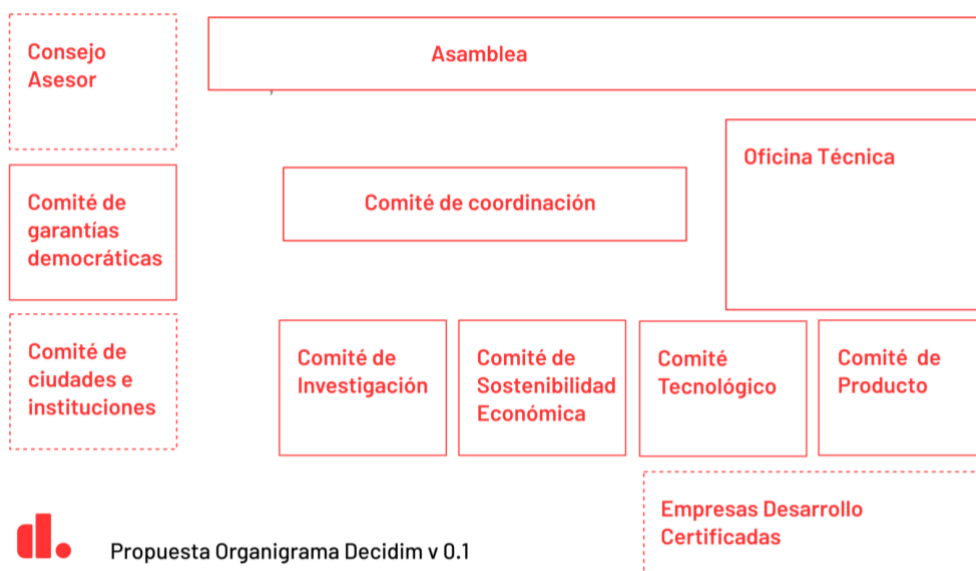 Consejo
Asesor
Asamblea
Oficina Técnica
Comité de
garantías
democráticas
Comité de coordinación
Comité de
ciudades e
instituciones
Comité de
Investigación
Comité de
Sostenibilidad
Económica
Comité
Tecnológico
Comité de
Producto
Empresas Desarrollo
Certificadas
d.
Propuesta Organigrama Decidim v 0.1